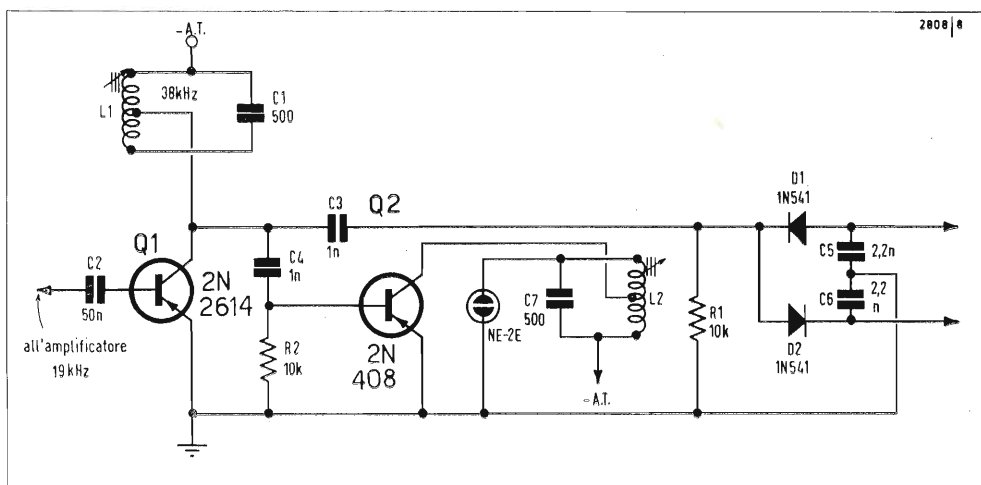 2808|8
-A.T.
38kHz
L1
C1
500
C3
1n
Q2
D1
1N541
Q1
C2
50n
2N
2614
C4
1n
C5
2,2n
C7
500
L2
C6
2,2
n
NE-2E
R1
10k
all'amplificatore
19kHz
R2
10k
2N
408
-A.T.
D2
1N541